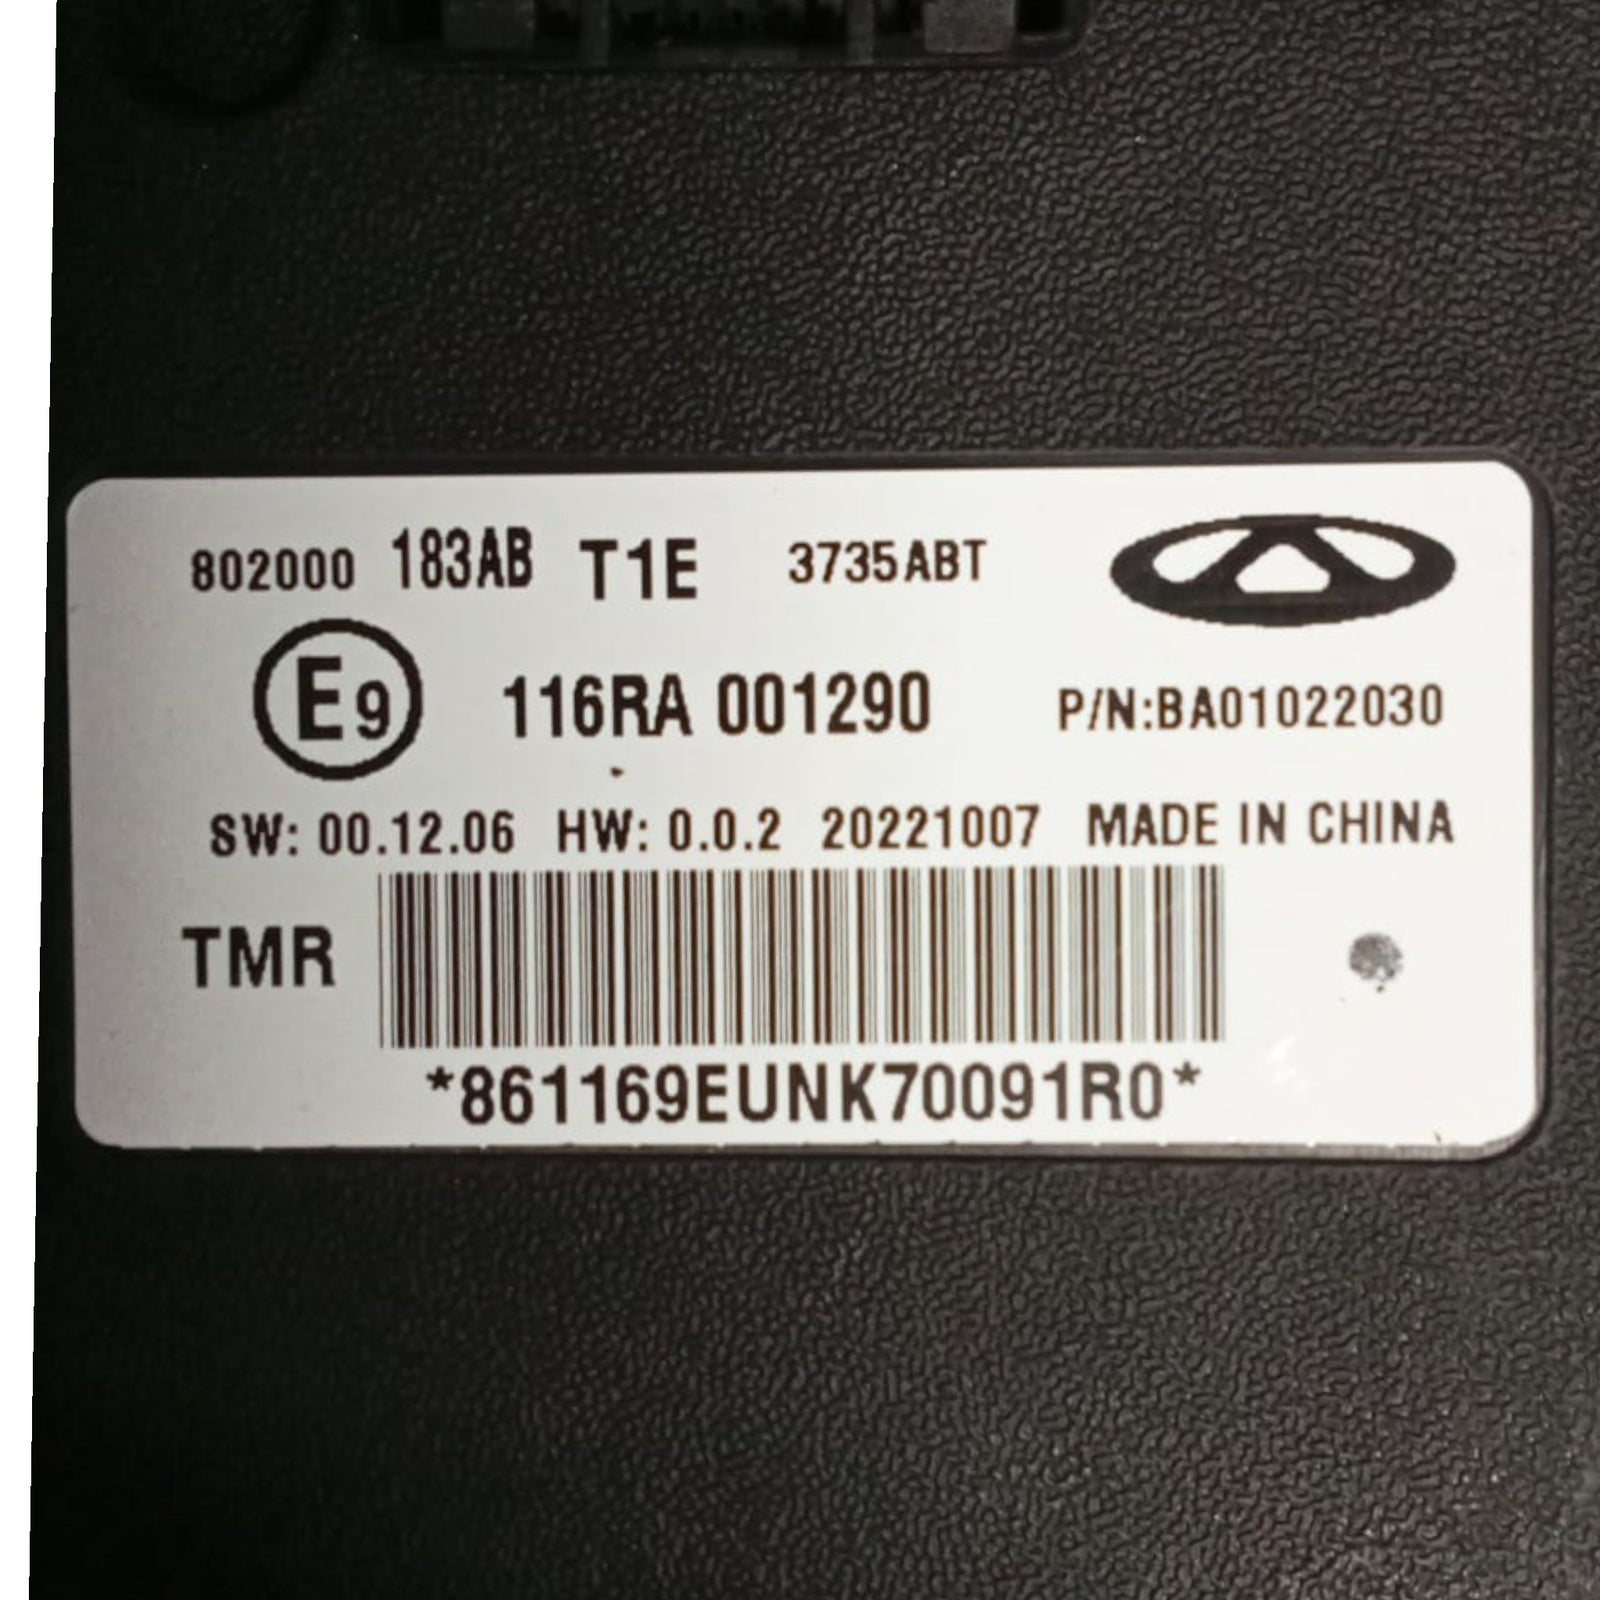 802000 183AB T1E 3735ABT
E9 116RA 001290 P/N:BA01022030
SW: 00.12.06 HW: 0.0.2 20221007 MADE IN CHINA
TMR
*861169EUNK70091R0*